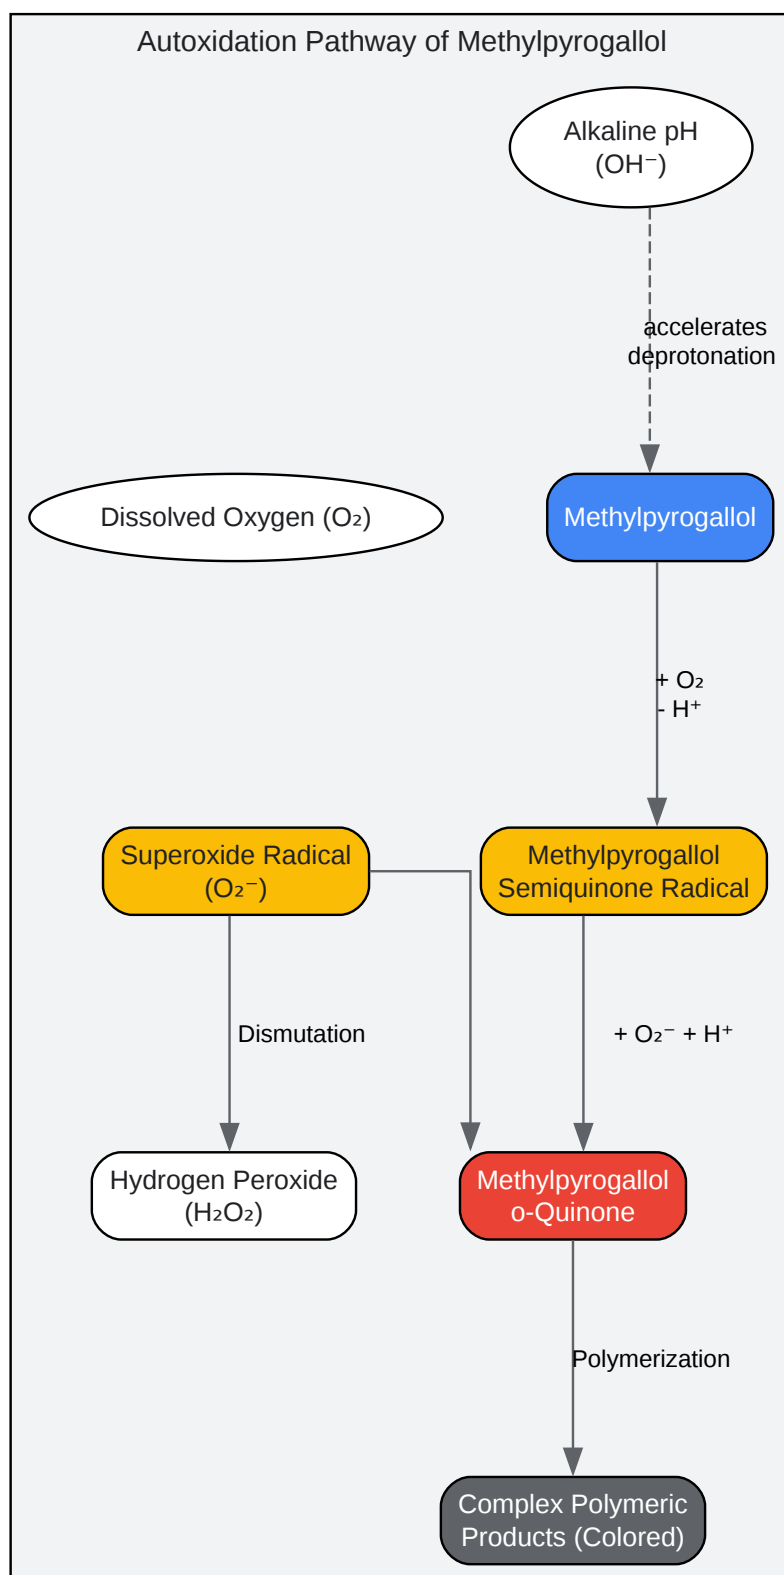 Autoxidation Pathway of Methylpyrogallol
Alkaline pH
(OH⁻)
accelerates
deprotonation
Dissolved Oxygen (O₂)
Methylpyrogallol
+ O₂
- H⁺
Superoxide Radical
(O₂⁻)
Methylpyrogallol
Semiquinone Radical
Dismutation
+ O₂⁻ + H⁺
Hydrogen Peroxide
(H₂O₂)
Methylpyrogallol
o-Quinone
Polymerization
Complex Polymeric
Products (Colored)